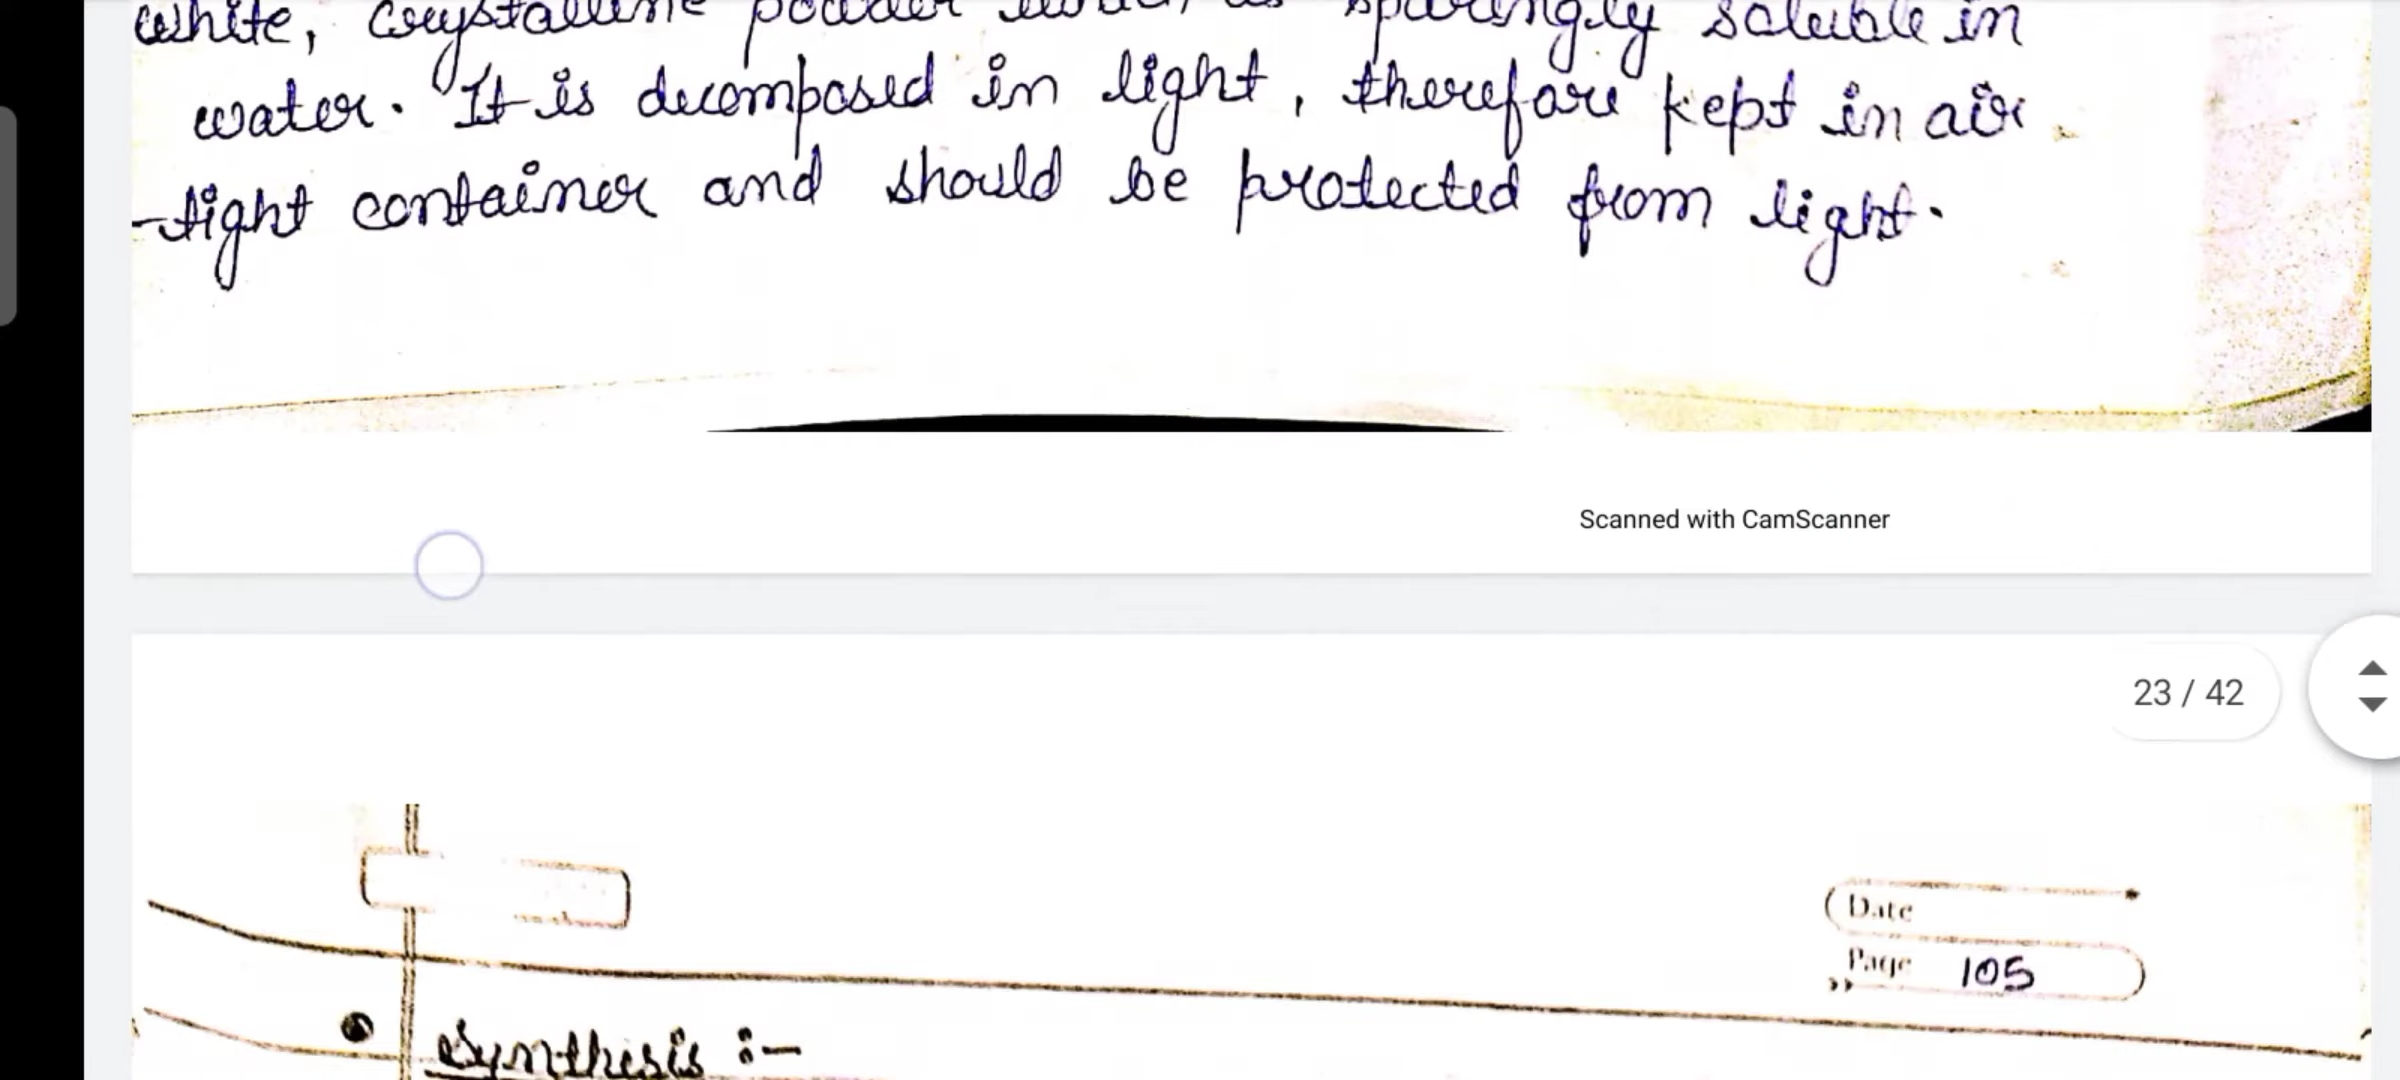 white, crystalline powder which is sparingly soluble in
water. It is decomposed in light, therefore kept in air
-tight container and should be protected from light.
Scanned with CamScanner
23 / 42
Date
Page 105
Synthesis :-